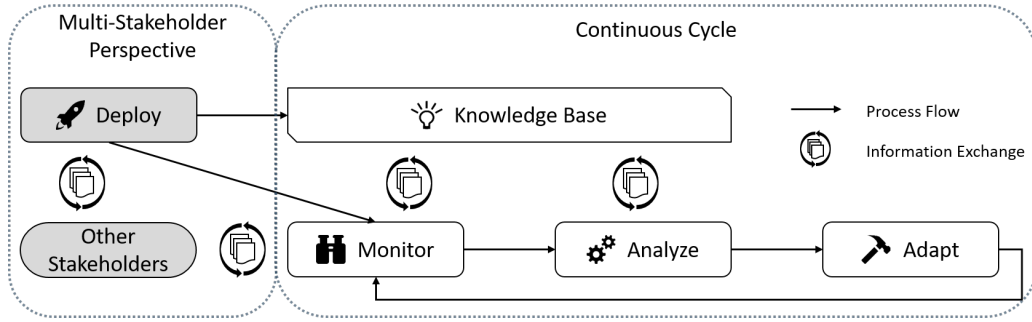 Multi-Stakeholder
Perspective
Continuous Cycle
Deploy
Knowledge Base
Process Flow
Information Exchange
Other
Stakeholders
Monitor
Analyze
Adapt